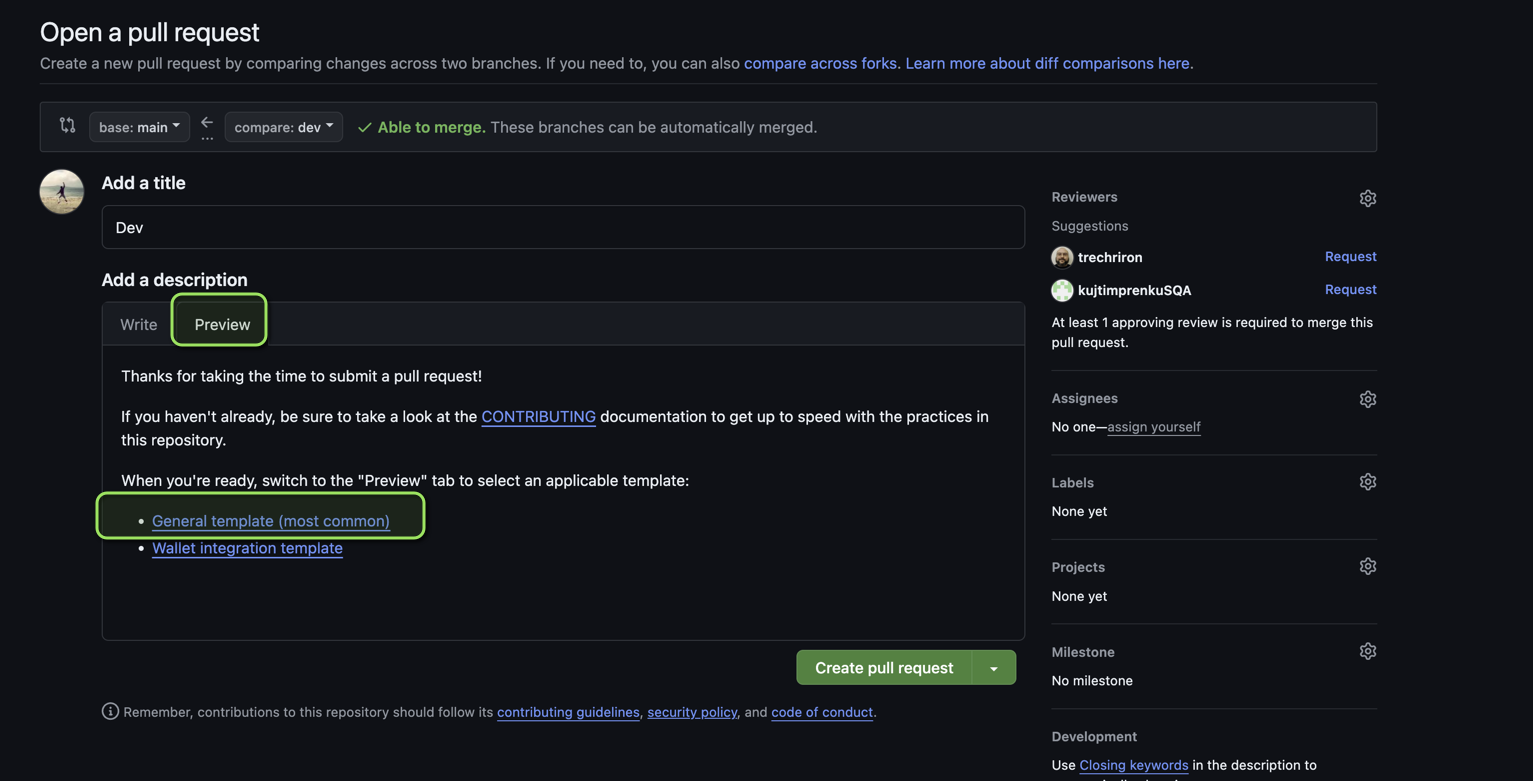 Open a pull request
Create a new pull request by comparing changes across two branches. If you need to, you can also compare across forks. Learn more about diff comparisons here.
base: main
compare: dev
Able to merge. These branches can be automatically merged.
Add a title
Dev
Add a description
Write
Preview
Thanks for taking the time to submit a pull request!
If you haven't already, be sure to take a look at the CONTRIBUTING documentation to get up to speed with the practices in
this repository.
When you're ready, switch to the "Preview" tab to select an applicable template:
• General template (most common)
• Wallet integration template
Create pull request
Remember, contributions to this repository should follow its contributing guidelines, security policy, and code of conduct.
Reviewers
Suggestions
trechriron
Request
kujtimprenkuSQA
Request
At least 1 approving review is required to merge this
pull request.
Assignees
No one—assign yourself
Labels
None yet
Projects
None yet
Milestone
No milestone
Development
Use Closing keywords in the description to